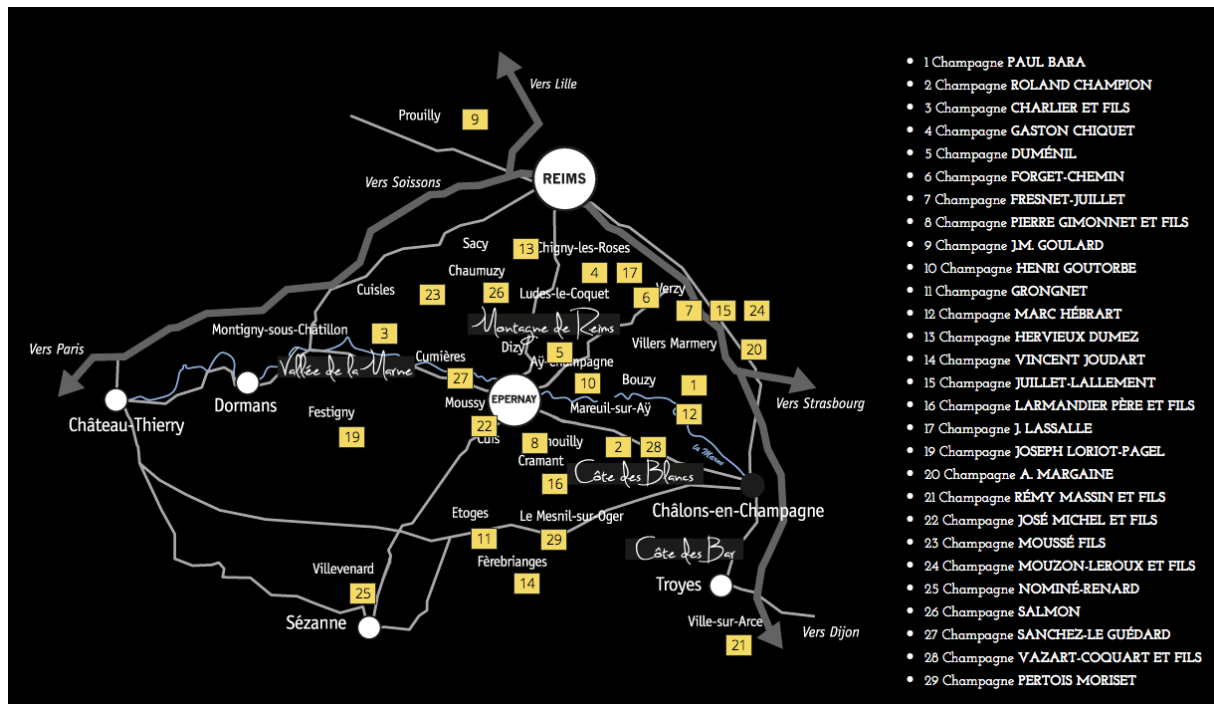 Vers Lille
Prouilly
9
REIMS
Vers Soissons
Sacy
13
Chigny-les-Roses
Chaumuzy
4
17
Cuisles
23
26
Ludes-le-Coquet
6
Verzy
7
15
24
Montagne de Reims
Montigny-sous-Châtillon
3
Villers Marmery
20
Vers Paris
Dizy
5
Cumières
Aÿ-Champagne
Vallée de la Marne
27
10
Bouzy
1
Vers Strasbourg
Dormans
EPERNAY
Moussy
Mareuil-sur-Aÿ
12
Château-Thierry
Festigny
19
22
Cuis
8
houilly
2
28
la Marne
Cramant
16
Côte des Blancs
Châlons-en-Champagne
Etoges
Le Mesnil-sur-Oger
11
29
Côte des Bar
Fèrebrianges
14
Villevenard
25
Troyes
Sézanne
Ville-sur-Arce
21
Vers Dijon
1 Champagne PAUL BARA
2 Champagne ROLAND CHAMPION
3 Champagne CHARLIER ET FILS
4 Champagne GASTON CHIQUET
5 Champagne DUMÉNIL
6 Champagne FORGET-CHEMIN
7 Champagne FRESNET-JUILLET
8 Champagne PIERRE GIMONNET ET FILS
9 Champagne J.M. GOULARD
10 Champagne HENRI GOUTORBE
11 Champagne GRONGNET
12 Champagne MARC HÉBRART
13 Champagne HERVIEUX DUMEZ
14 Champagne VINCENT JOUDART
15 Champagne JUILLET-LALLEMENT
16 Champagne LARMANDIER PÈRE ET FILS
17 Champagne J. LASSALLE
19 Champagne JOSEPH LORIOT-PAGEL
20 Champagne A. MARGAINE
21 Champagne RÉMY MASSIN ET FILS
22 Champagne JOSÉ MICHEL ET FILS
23 Champagne MOUSSÉ FILS
24 Champagne MOUZON-LEROUX ET FILS
25 Champagne NOMINÉ-RENARD
26 Champagne SALMON
27 Champagne SANCHEZ-LE GUÉDARD
28 Champagne VAZART-COQUART ET FILS
29 Champagne PERTOIS MORISET